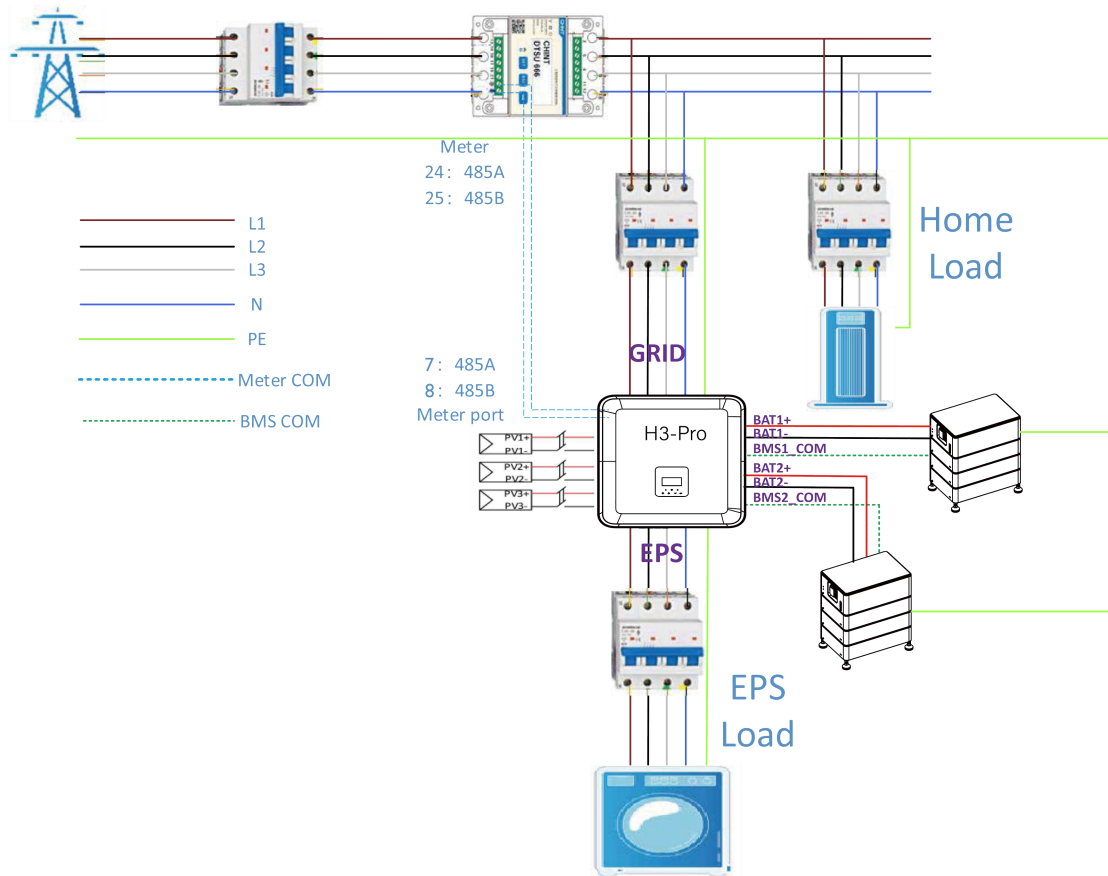 CHINT
DTSU 666
Meter
24： 485A
25： 485B
L1
L2
L3
N
PE
Meter COM
BMS COM
Home
Load
GRID
7： 485A
8： 485B
Meter port
H3-Pro
PV1+
PV1-
PV2+
PV2-
PV3+
PV3-
BAT1+
BAT1-
BMS1_COM
BAT2+
BAT2-
BMS2_COM
EPS
EPS
Load